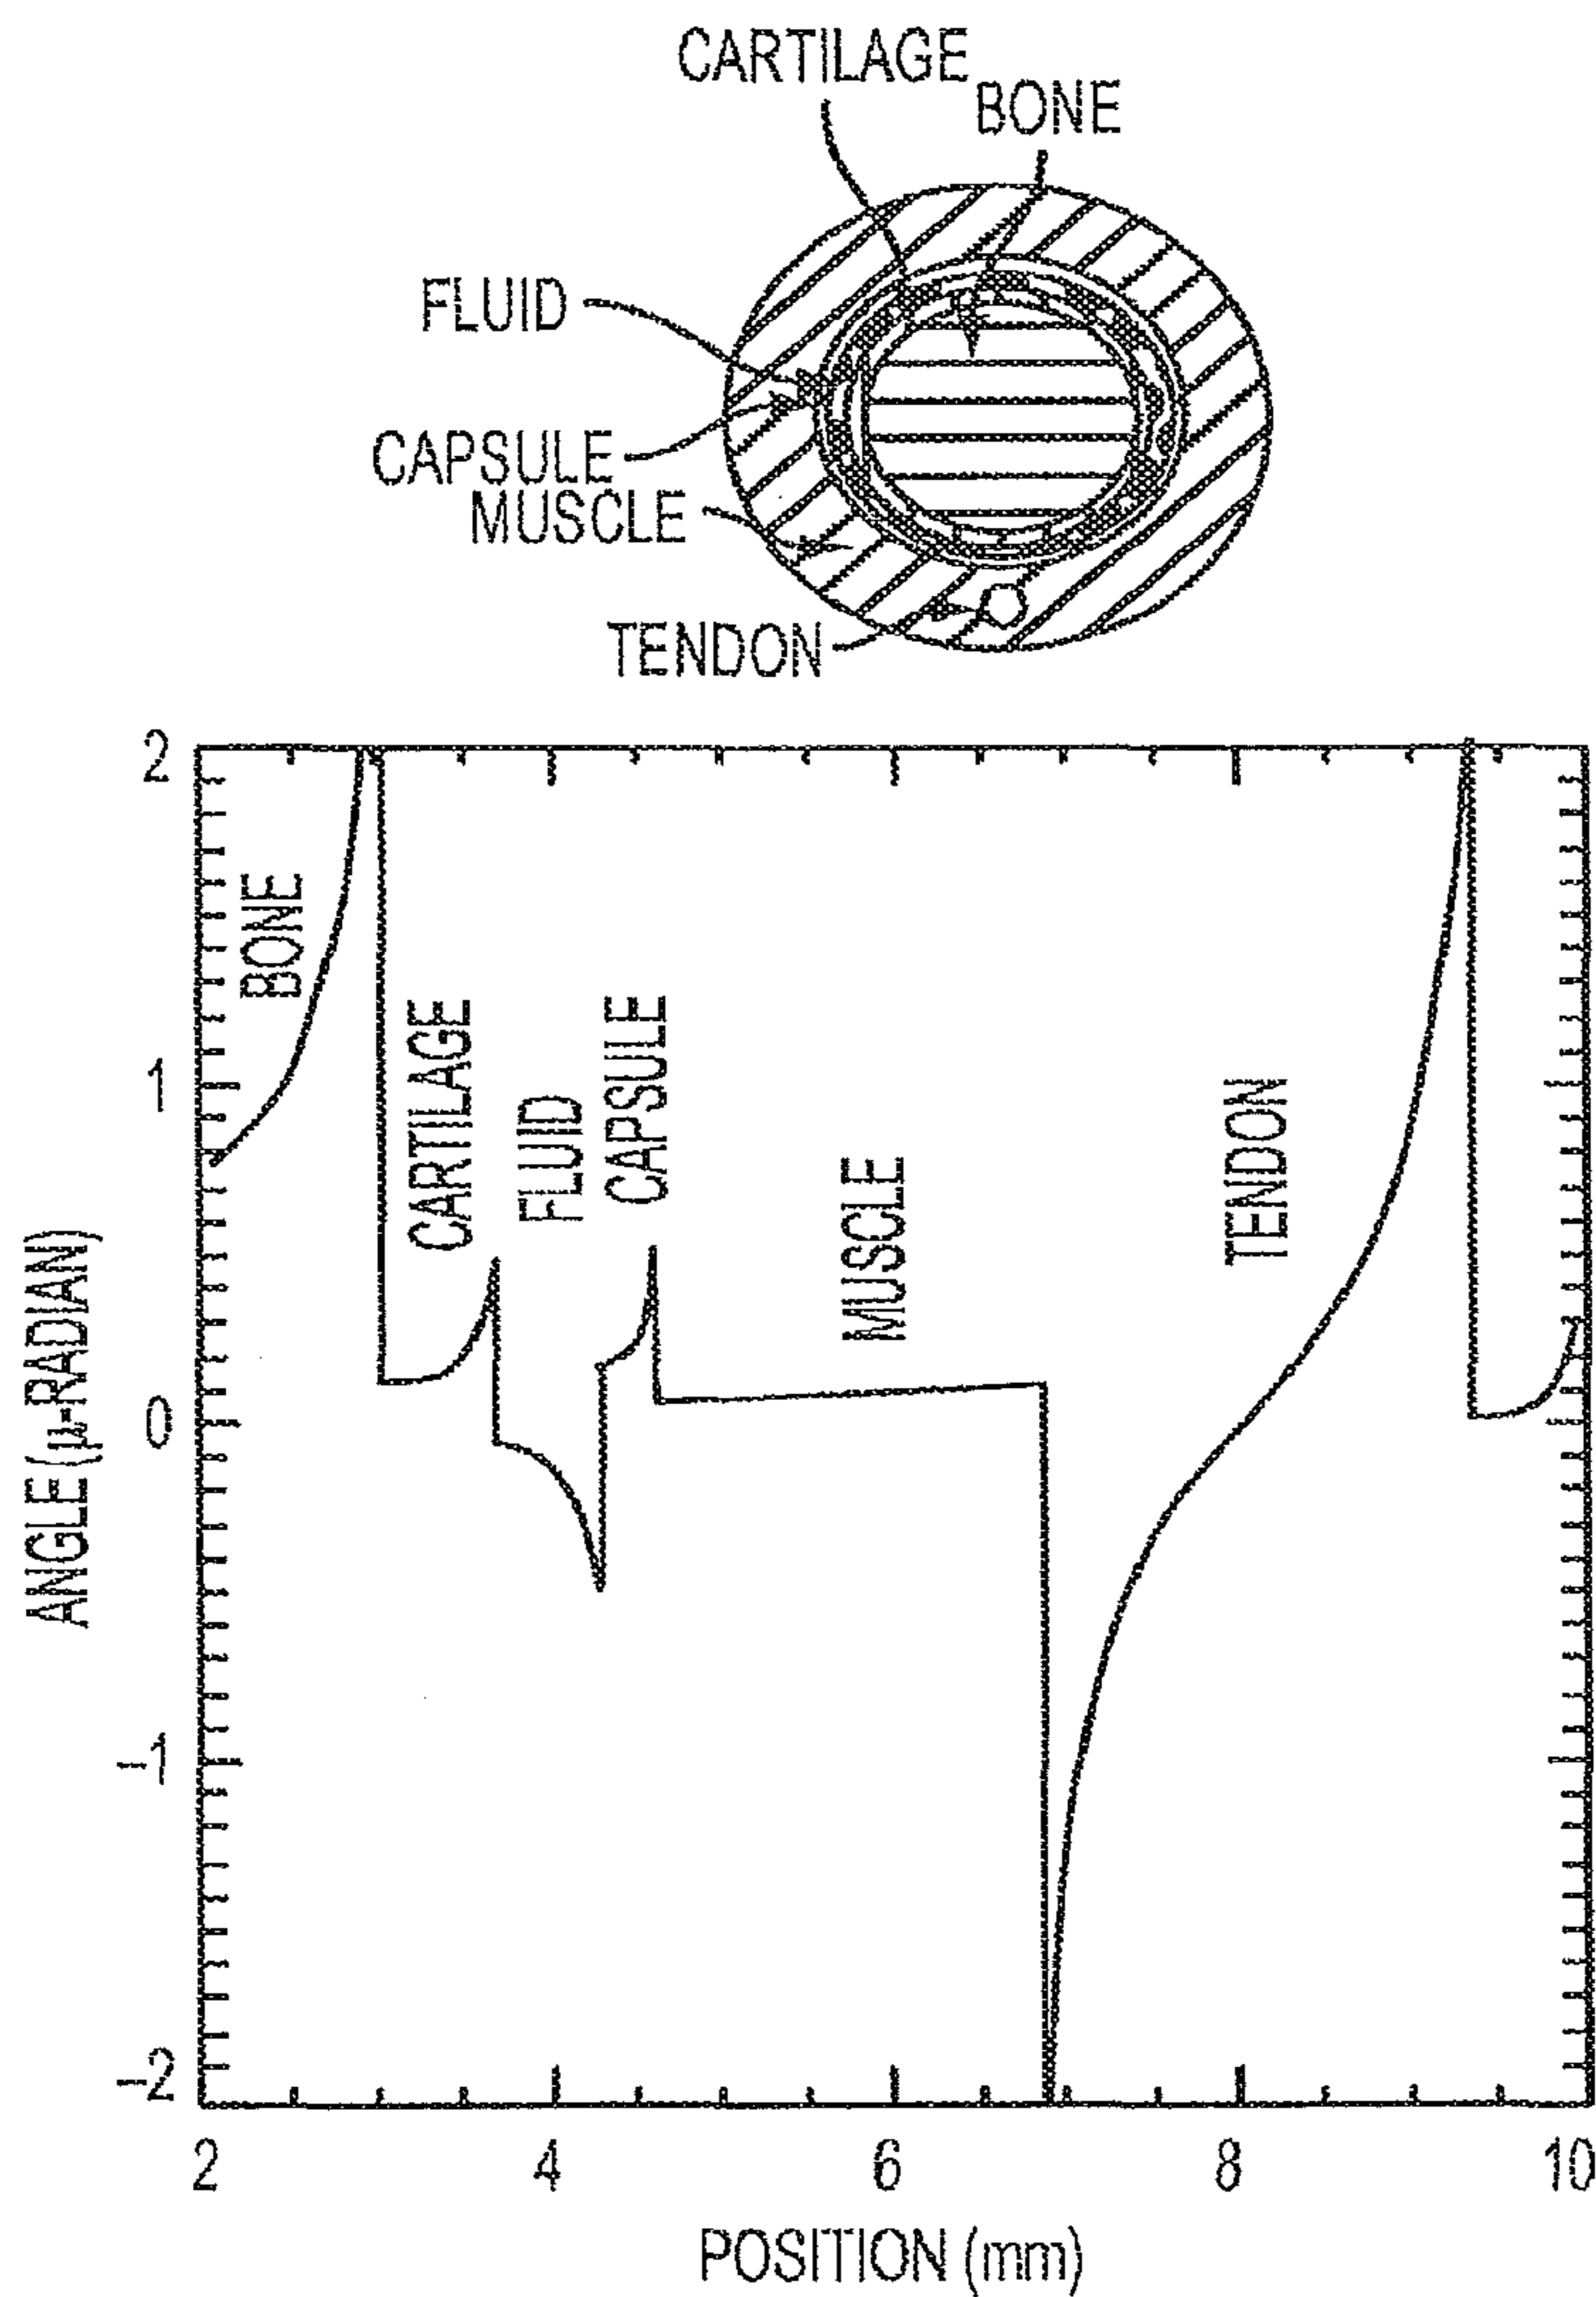 CARTILAGE
BONE
FLUID
CAPSULE
MUSCLE
TENDON
2
1
0
-1
-2
ANGLE (μ-RADIAN)
BONE
CARTILAGE
FLUID
CAPSULE
MUSCLE
TENDON
2 4 6 8 10
POSITION (mm)